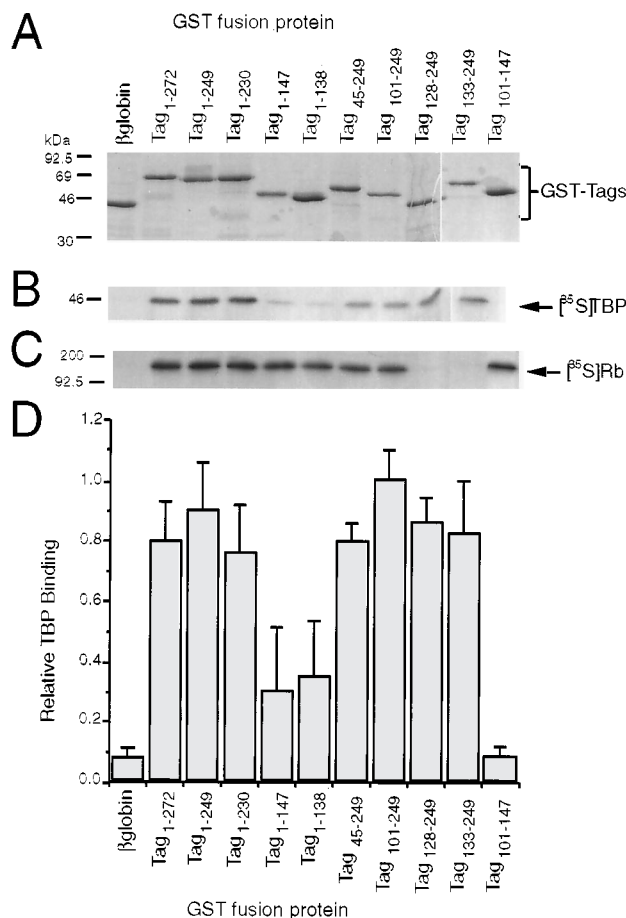 A
GST fusion protein
βglobin
Tag1-272
Tag1-249
Tag1-230
Tag1-147
Tag1-138
Tag45-249
Tag101-249
Tag128-249
Tag133-249
Tag101-147
kDa
92.5
69
46
30
GST-Tags
B
46
[35S]TBP
C
200
92.5
[35S]Rb
D
Relative TBP Binding
1.2
1.0
0.8
0.6
0.4
0.2
0.0
βglobin
Tag1-272
Tag1-249
Tag1-230
Tag1-147
Tag1-138
Tag45-249
Tag101-249
Tag128-249
Tag133-249
Tag101-147
GST fusion protein